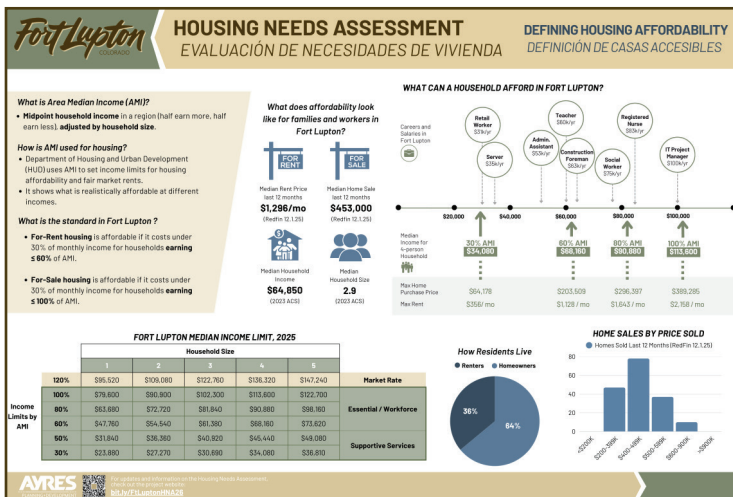 Fort Lupton
COLORADO
HOUSING NEEDS ASSESSMENT
EVALUACIÓN DE NECESIDADES DE VIVIENDA
DEFINING HOUSING AFFORDABILITY
DEFINICIÓN DE CASAS ACCESIBLES
What is Area Median Income (AMI)?
• Midpoint household income in a region (half earn more, half
earn less), adjusted by household size.
How is AMI used for housing?
• Department of Housing and Urban Development
(HUD) uses AMI to set income limits for housing
affordability and fair market rents.
• It shows what is realistically affordable at different
incomes.
What is the standard in Fort Lupton ?
• For-Rent housing is affordable if it costs under
30% of monthly income for households earning
≤ 60% of AMI.
• For-Sale housing is affordable if it costs under
30% of monthly income for households earning
≤ 100% of AMI.
What does affordability look
like for families and workers in
Fort Lupton?
FOR
RENT
Median Rent Price
last 12 months
$1,296/mo
(Redfin 12.1.25)
FOR
SALE
Median Home Sale
last 12 months
$453,000
(Redfin 12.1.25)
Median Household
Income
$64,850
(2023 ACS)
Median
Household Size
2.9
(2023 ACS)
WHAT CAN A HOUSEHOLD AFFORD IN FORT LUPTON?
Careers and
Salaries in
Fort Lupton
Retail
Worker
$31k/yr
Server
$35k/yr
Admin.
Assistant
$53k/yr
Teacher
$60k/yr
Construction
Foreman
$63k/yr
Social
Worker
$75k/yr
Registered
Nurse
$83k/yr
IT Project
Manager
$100k/yr
$20,000 $40,000 $60,000 $80,000 $100,000
Median
Income for
4-person
Household
30% AMI
$34,080
60% AMI
$68,160
80% AMI
$90,880
100% AMI
$113,600
Max Home
Purchase Price
$64,178 $203,509 $296,397 $389,285
Max Rent $356/ mo $1,128 / mo $1,643 / mo $2,158 / mo
FORT LUPTON MEDIAN INCOME LIMIT, 2025
Household Size
1 2 3 4 5
Income
Limits by
AMI
120% $95,520 $109,080 $122,760 $136,320 $147,240 Market Rate
100% $79,600 $90,900 $102,300 $113,600 $122,700
80% $63,680 $72,720 $81,840 $90,880 $98,160 Essential / Workforce
60% $47,760 $54,540 $61,380 $68,160 $73,620
50% $31,840 $36,360 $40,920 $45,440 $49,080
Supportive Services
30% $23,880 $27,270 $30,690 $34,080 $36,810
How Residents Live
Renters Homeowners
36%
64%
HOME SALES BY PRICE SOLD
Homes Sold Last 12 Months (RedFin 12.1.25)
80
60
40
20
0
<$200K
$200-399K
$400-499K
$500-599K
$600-900K
>$900K
AYRES
For updates and information on the Housing Needs Assessment,
check out the project website:
bit.ly/FtLuptonHNA26